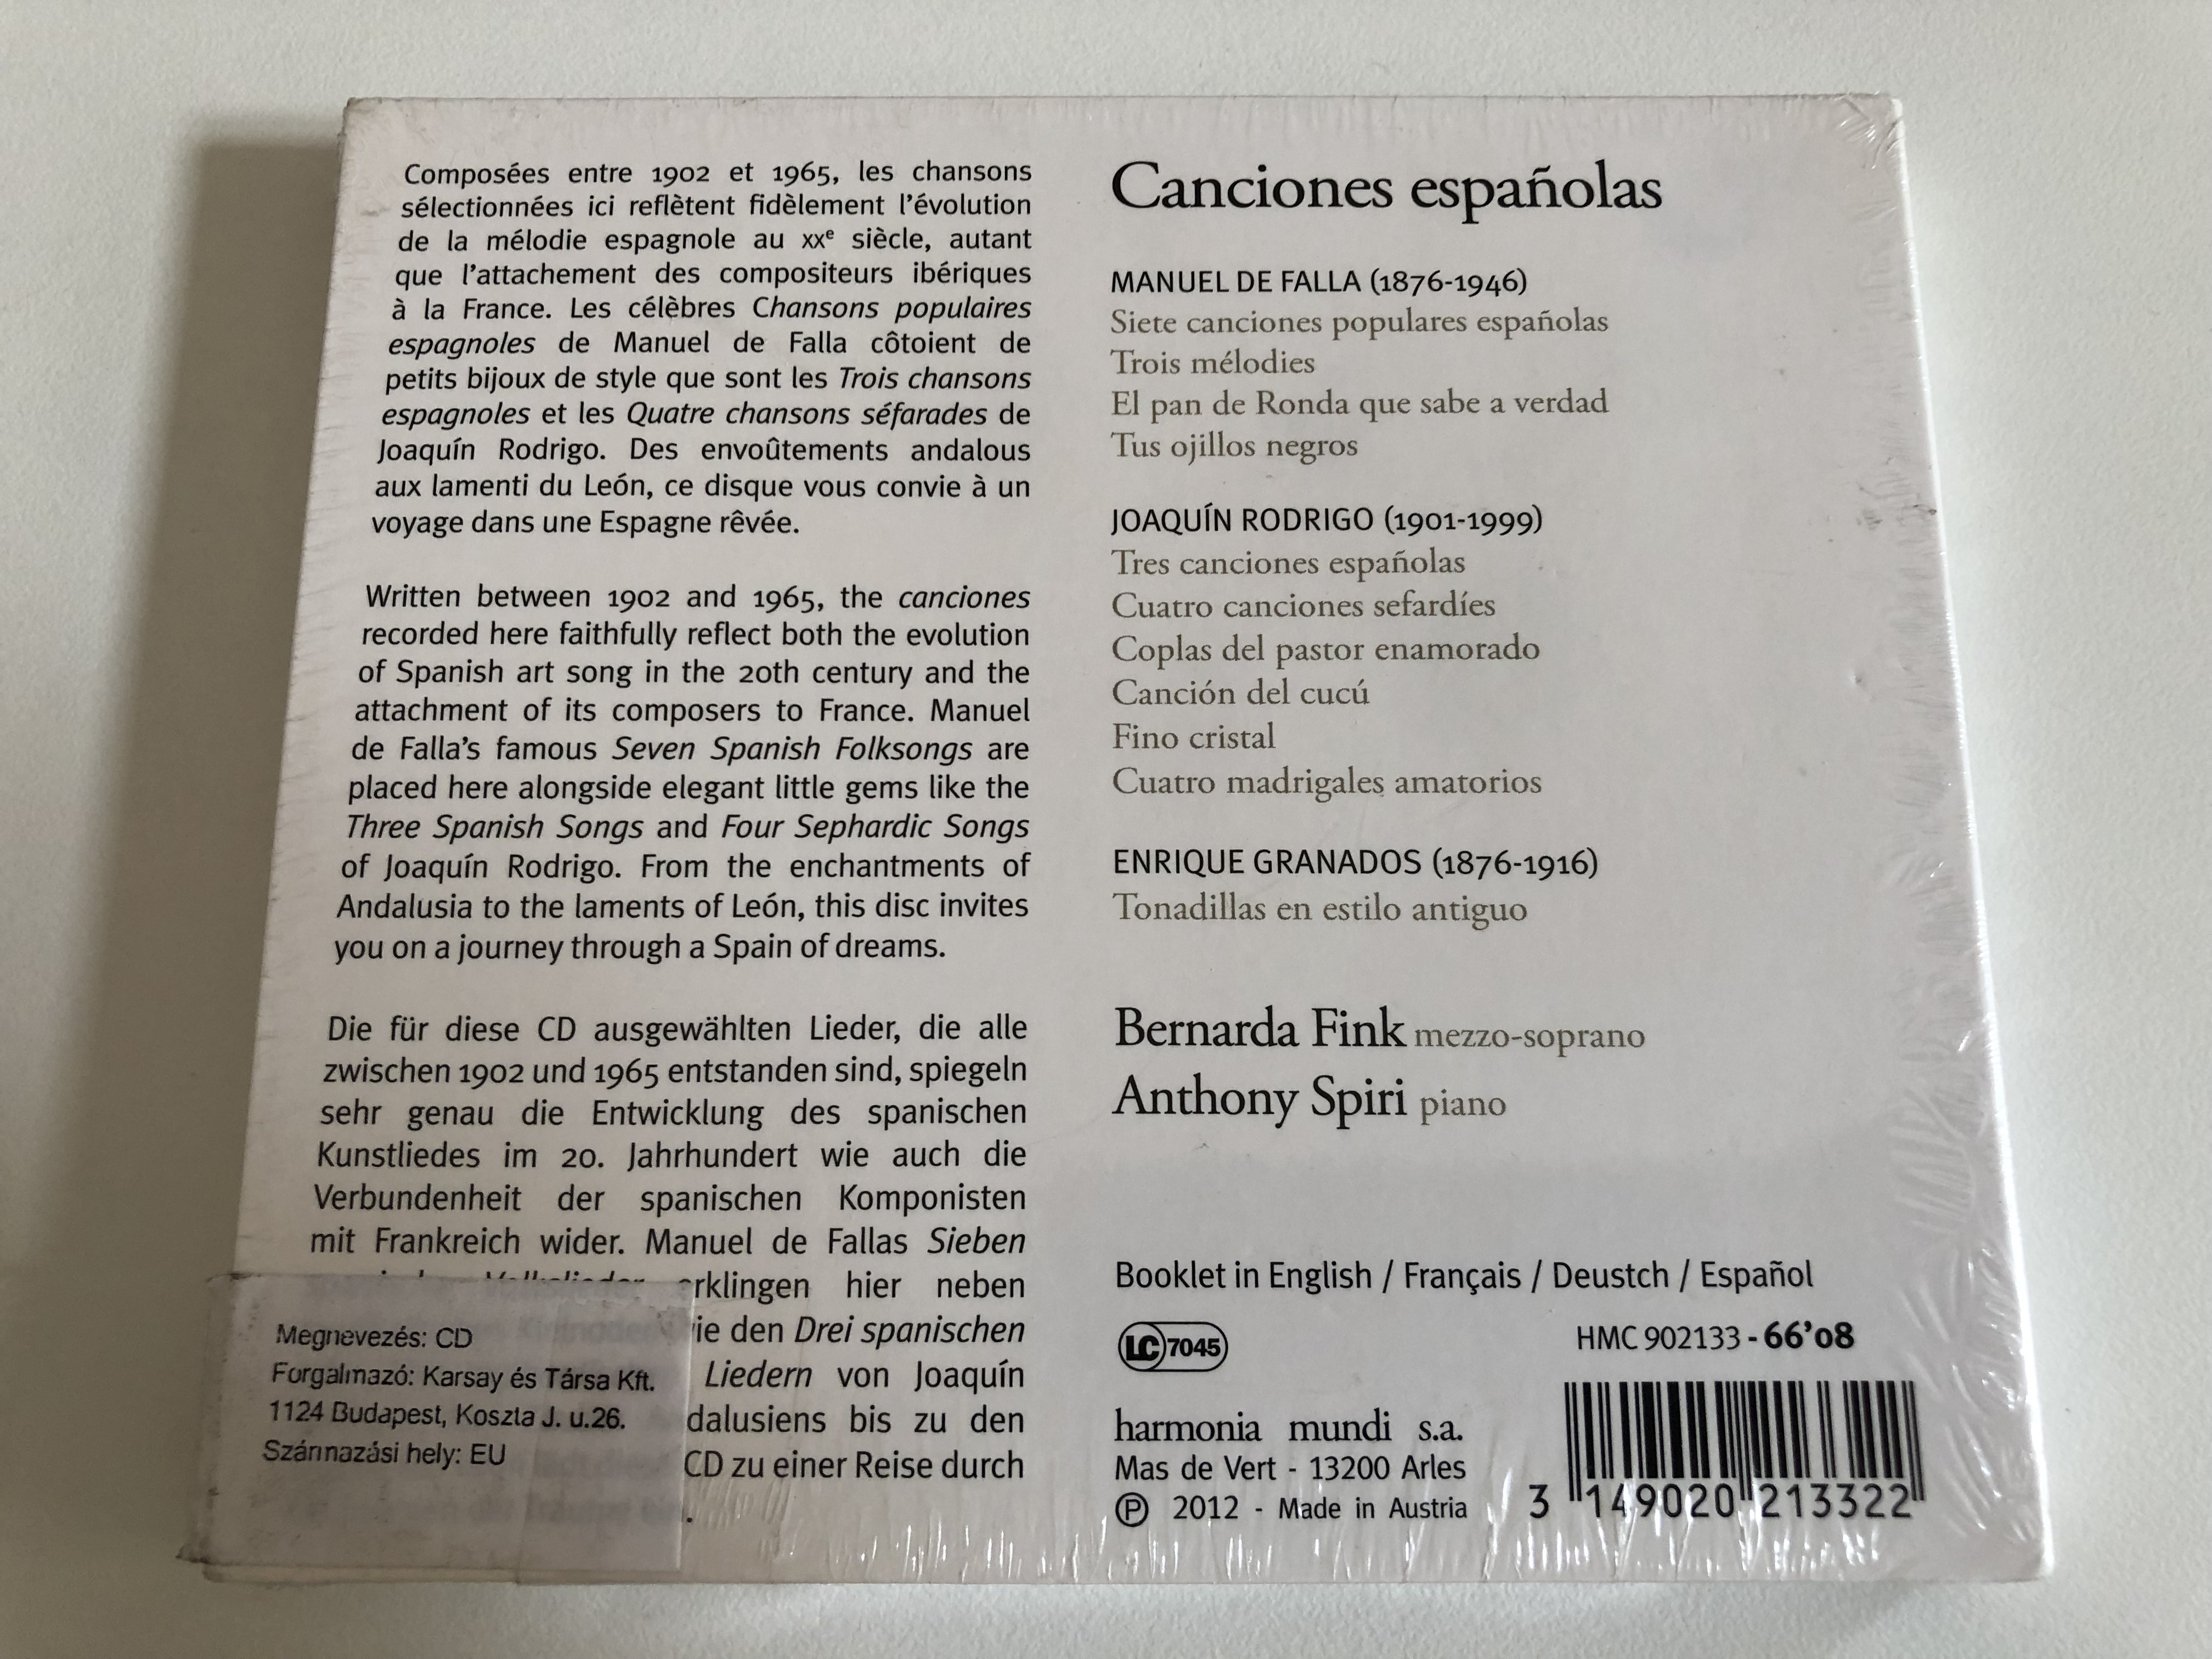 Composées entre 1902 et 1965, les chansons
sélectionnées ici reflètent fidèlement l'évolution
de la mélodie espagnole au XXe siècle, autant
que l'attachement des compositeurs ibériques
à la France. Les célèbres Chansons populaires
espagnoles de Manuel de Falla côtoient de
petits bijoux de style que sont les Trois chansons
espagnoles et les Quatre chansons séfarades de
Joaquín Rodrigo. Des envoûtements andalous
aux lamenti du León, ce disque vous convie à un
voyage dans une Espagne rêvée.
Written between 1902 and 1965, the canciones
recorded here faithfully reflect both the evolution
of Spanish art song in the 20th century and the
attachment of its composers to France. Manuel
de Falla's famous Seven Spanish Folksongs are
placed here alongside elegant little gems like the
Three Spanish Songs and Four Sephardic Songs
of Joaquín Rodrigo. From the enchantments of
Andalusia to the laments of León, this disc invites
you on a journey through a Spain of dreams.
Die für diese CD ausgewählten Lieder, die alle
zwischen 1902 und 1965 entstanden sind, spiegeln
sehr genau die Entwicklung des spanischen
Kunstliedes im 20. Jahrhundert wie auch die
Verbundenheit der spanischen Komponisten
mit Frankreich wider. Manuel de Fallas Sieben
erklingen hier neben
den Drei spanischen
Liedern von Joaquín
bis zu den
CD zu einer Reise durch
Megnevezés: CD
Forgalmazó: Karsay és Társa Kft.
1124 Budapest, Koszta J. u.26.
Származási hely: EU
Canciones españolas
MANUEL DE FALLA (1876-1946)
Siete canciones populares españolas
Trois mélodies
El pan de Ronda que sabe a verdad
Tus ojillos negros
JOAQUÍN RODRIGO (1901-1999)
Tres canciones españolas
Cuatro canciones sefardíes
Coplas del pastor enamorado
Canción del cucú
Fino cristal
Cuatro madrigales amatorios
ENRIQUE GRANADOS (1876-1916)
Tonadillas en estilo antiguo
Bernarda Fink mezzo-soprano
Anthony Spiri piano
Booklet in English / Français / Deustch / Español
LC 7045
HMC 902133 - 66'08
harmonia mundi s.a.
Mas de Vert - 13200 Arles
℗ 2012 - Made in Austria
3 149020 213322